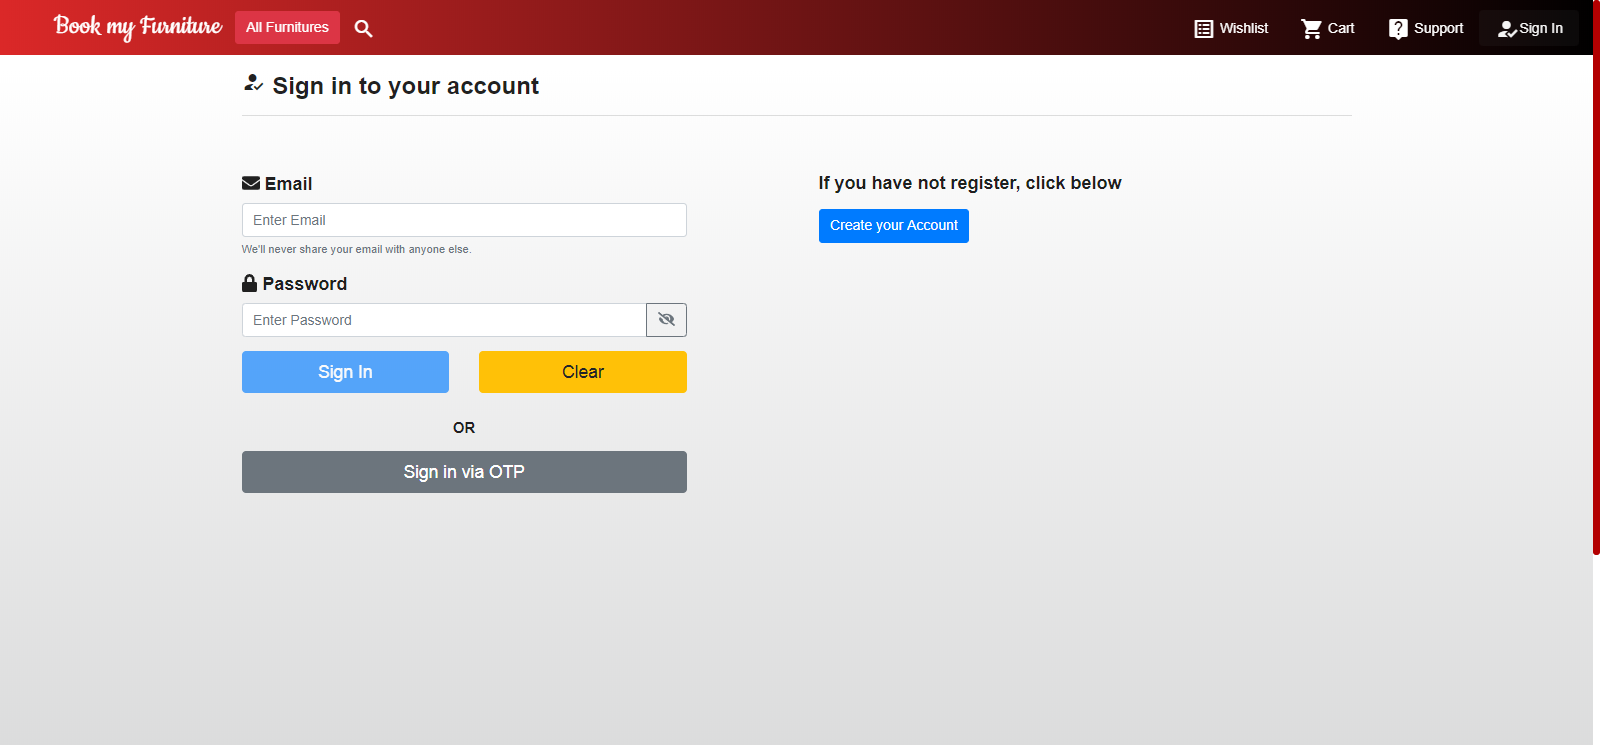 Book my Furniture All Furnitures Wishlist Cart Support Sign In
Sign in to your account
Email
Enter Email
We'll never share your email with anyone else.
Password
Enter Password
Sign In Clear
OR
Sign in via OTP
If you have not register, click below
Create your Account